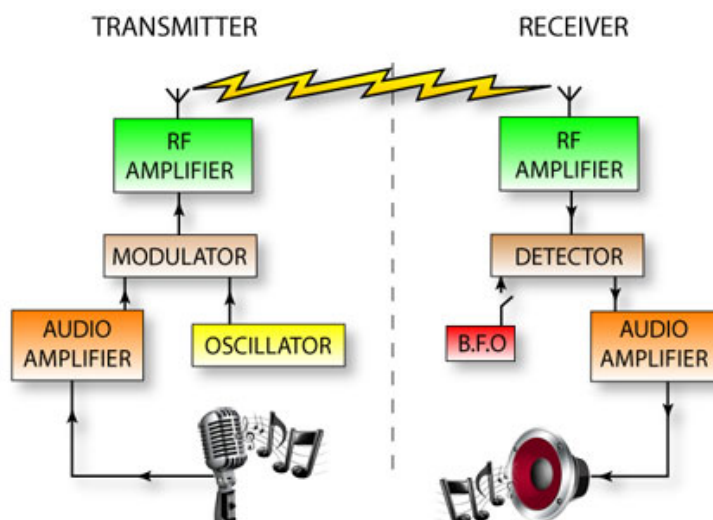 TRANSMITTER
RECEIVER
RF
AMPLIFIER
RF
AMPLIFIER
MODULATOR
DETECTOR
AUDIO
AMPLIFIER
OSCILLATOR
B.F.O
AUDIO
AMPLIFIER